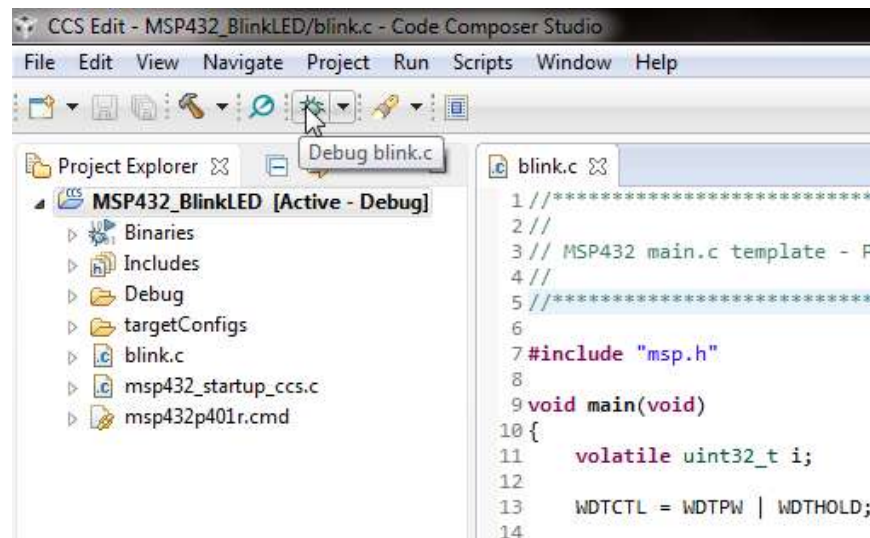 CCS Edit - MSP432_BlinkLED/blink.c - Code Composer Studio
File Edit View Navigate Project Run Scripts Window Help
Debug blink.c
Project Explorer
MSP432_BlinkLED [Active - Debug]
Binaries
Includes
Debug
targetConfigs
blink.c
msp432_startup_ccs.c
msp432p401r.cmd
blink.c
1 //***************************
2 //
3 // MSP432 main.c template - P
4 //
5 //***************************
6
7 #include "msp.h"
8
9 void main(void)
10 {
11     volatile uint32_t i;
12
13     WDTCTL = WDTPW | WDTHOLD;
14